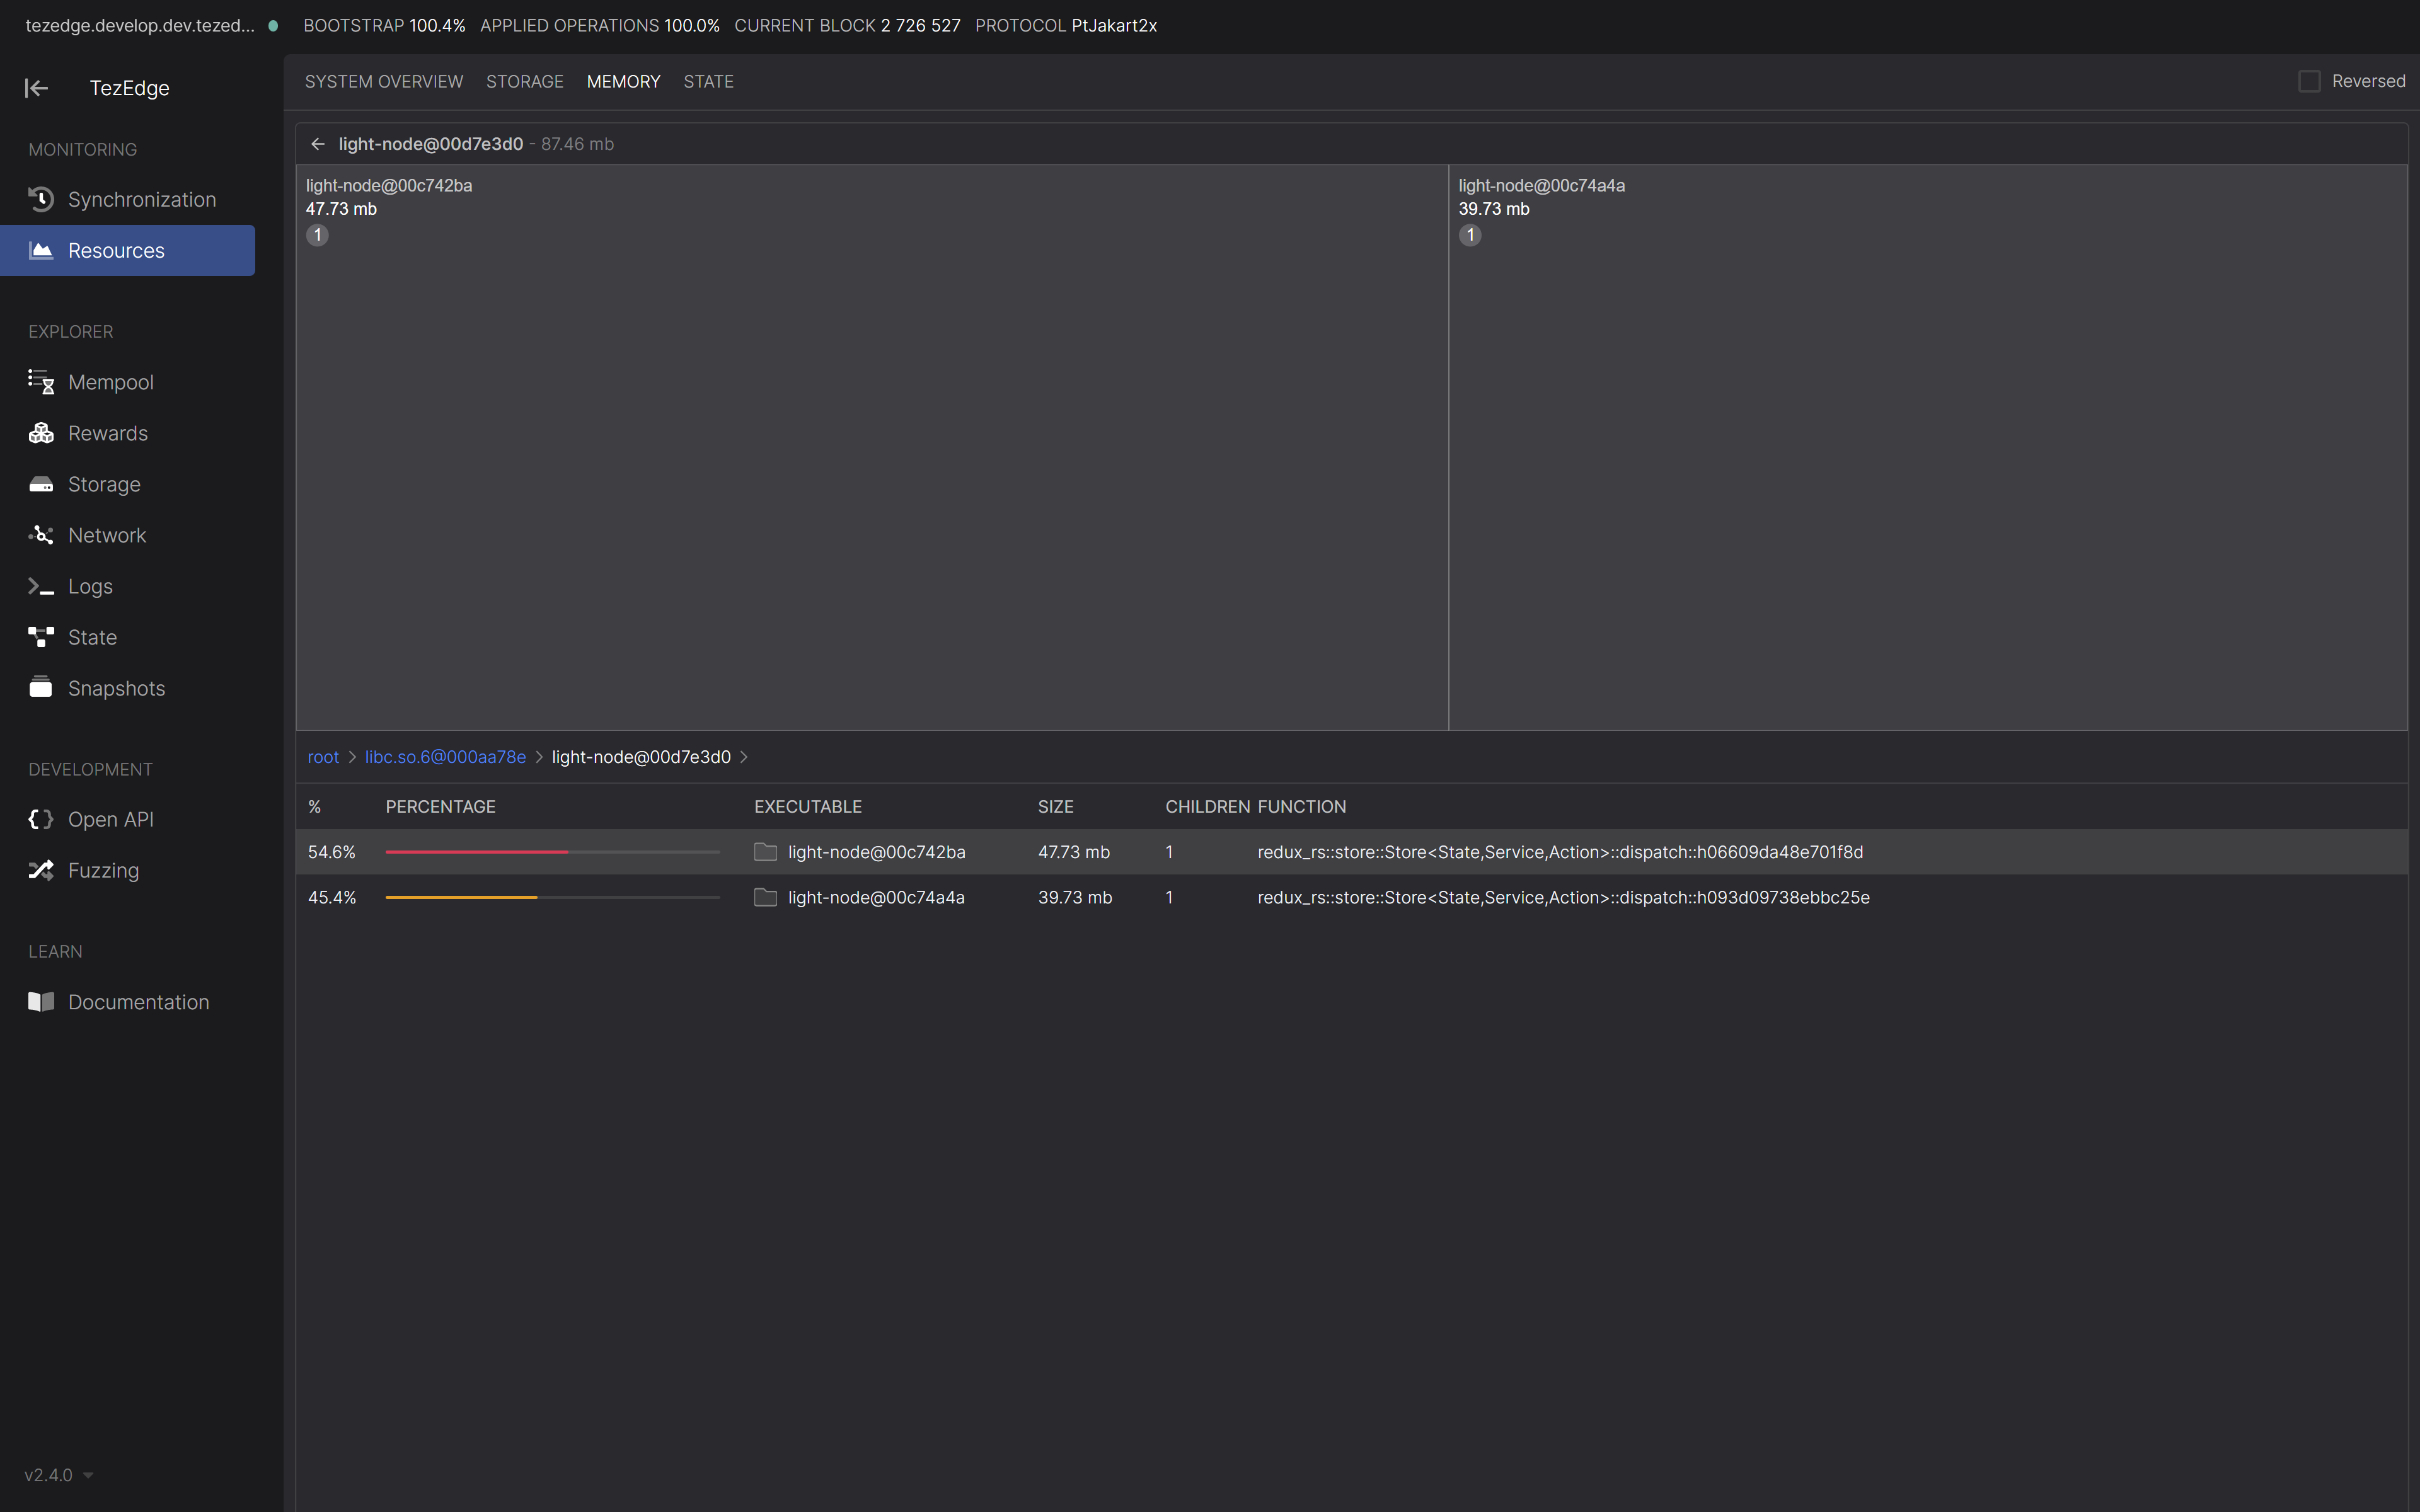 tezedge.develop.dev.tezed... BOOTSTRAP 100.4% APPLIED OPERATIONS 100.0% CURRENT BLOCK 2 726 527 PROTOCOL PtJakart2x
TezEdge
MONITORING
Synchronization
Resources
EXPLORER
Mempool
Rewards
Storage
Network
Logs
State
Snapshots
DEVELOPMENT
Open API
Fuzzing
LEARN
Documentation
v2.4.0
SYSTEM OVERVIEW STORAGE MEMORY STATE Reversed
light-node@00d7e3d0 - 87.46 mb
light-node@00c742ba
47.73 mb
1
light-node@00c74a4a
39.73 mb
1
root > libc.so.6@000aa78e > light-node@00d7e3d0 >
% PERCENTAGE EXECUTABLE SIZE CHILDREN FUNCTION
54.6% light-node@00c742ba 47.73 mb 1 redux_rs::store::Store<State,Service,Action>::dispatch::h06609da48e701f8d
45.4% light-node@00c74a4a 39.73 mb 1 redux_rs::store::Store<State,Service,Action>::dispatch::h093d09738ebbc25e